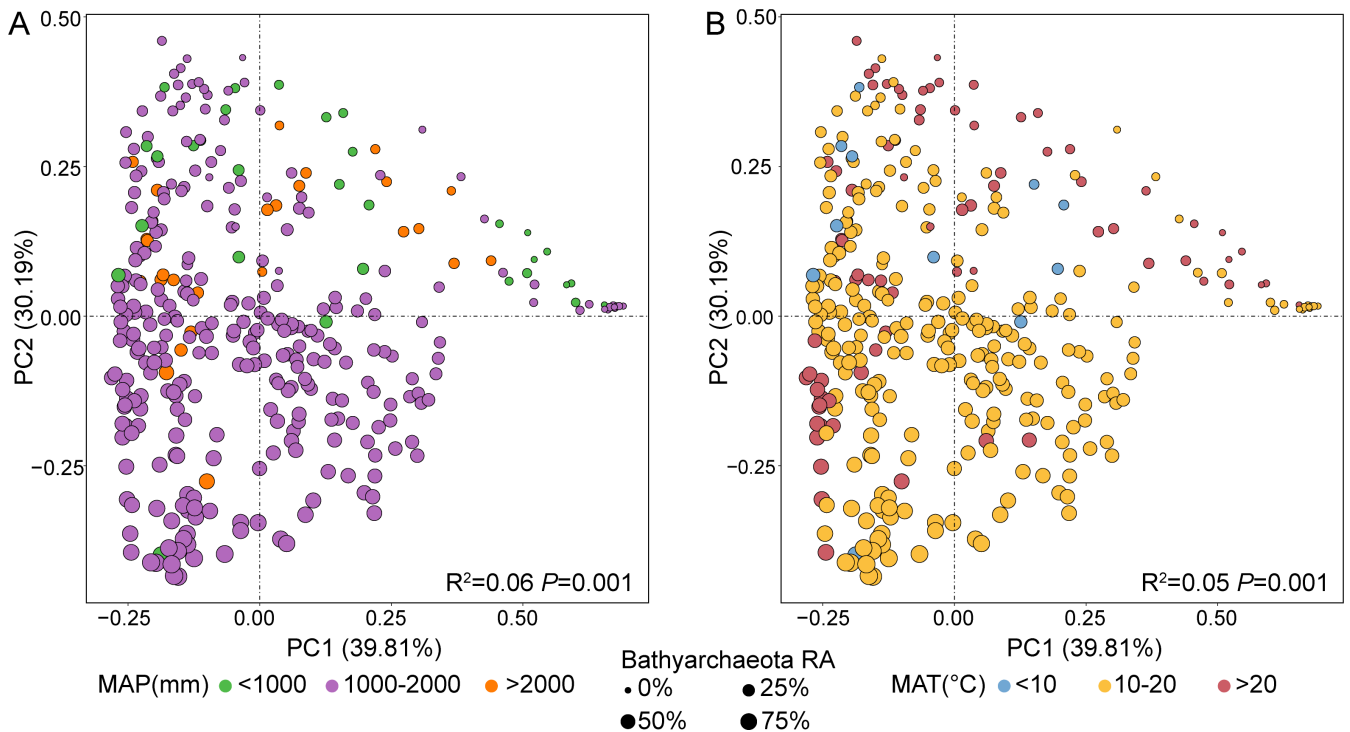 A
0.50
0.25
0.00
−0.25
PC2 (30.19%)
R²=0.06 P=0.001
−0.25 0.00 0.25 0.50
PC1 (39.81%)
MAP(mm) <1000 1000-2000 >2000
B
0.50
0.25
0.00
−0.25
PC2 (30.19%)
R²=0.05 P=0.001
−0.25 0.00 0.25 0.50
PC1 (39.81%)
Bathyarchaeota RA
0% 25%
50% 75%
MAT(°C) <10 10-20 >20